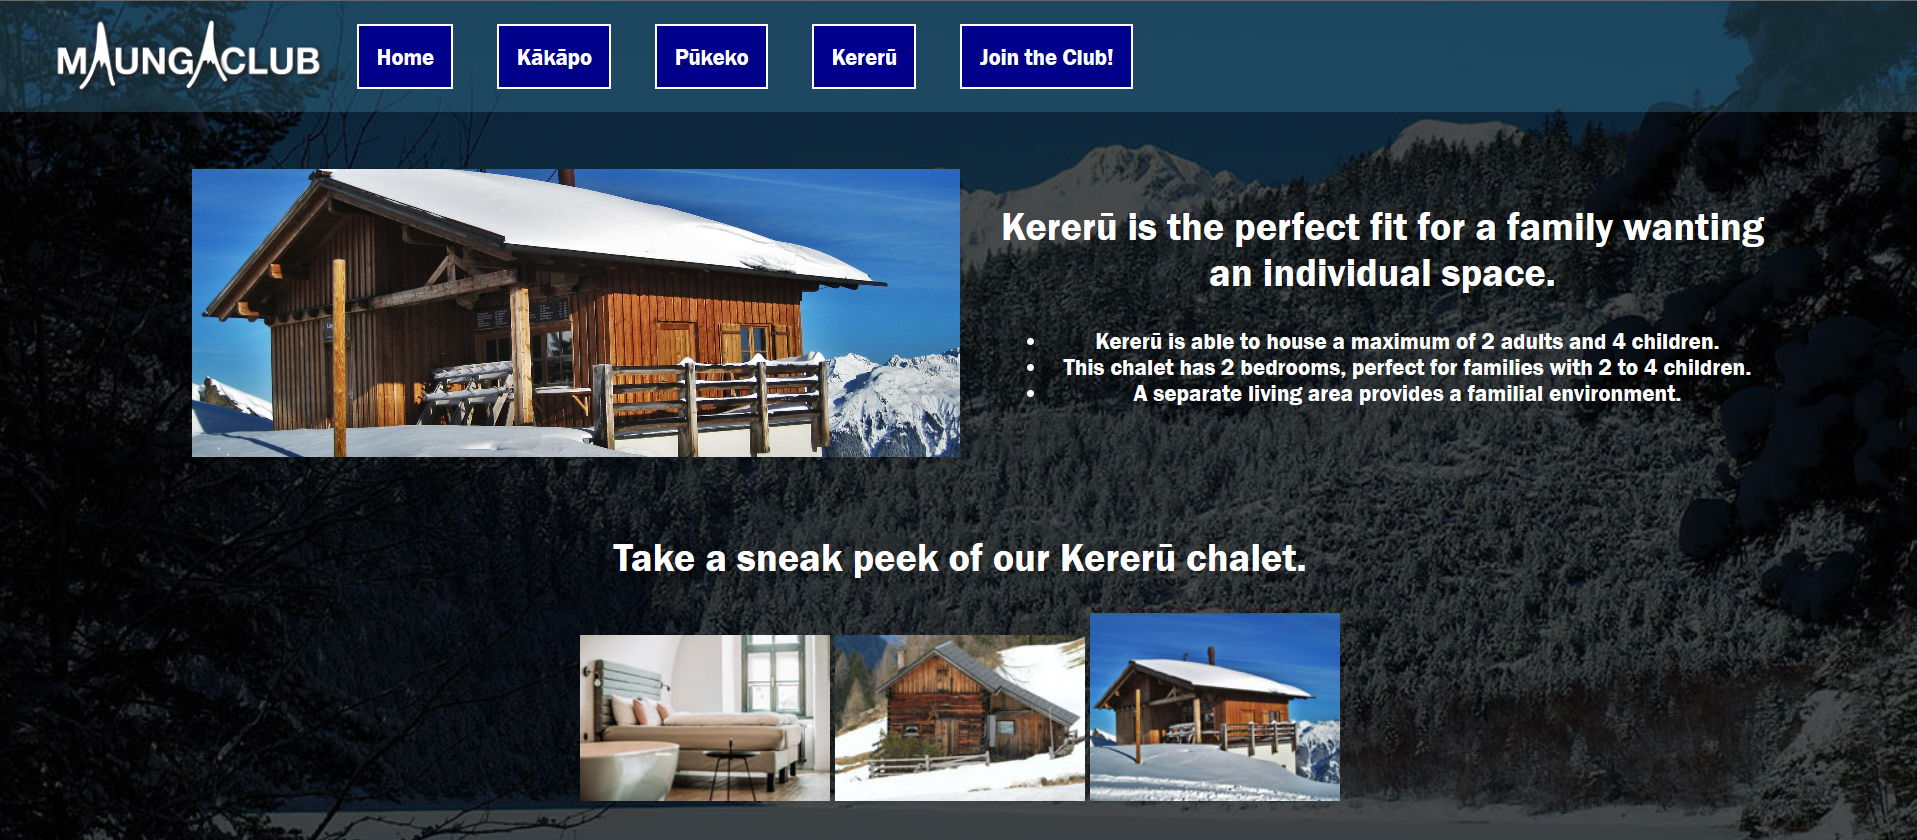 MAUNGACLUB
Home
Kākāpo
Pūkeko
Kererū
Join the Club!
Kererū is the perfect fit for a family wanting
an individual space.
• Kererū is able to house a maximum of 2 adults and 4 children.
• This chalet has 2 bedrooms, perfect for families with 2 to 4 children.
• A separate living area provides a familial environment.
Take a sneak peek of our Kererū chalet.